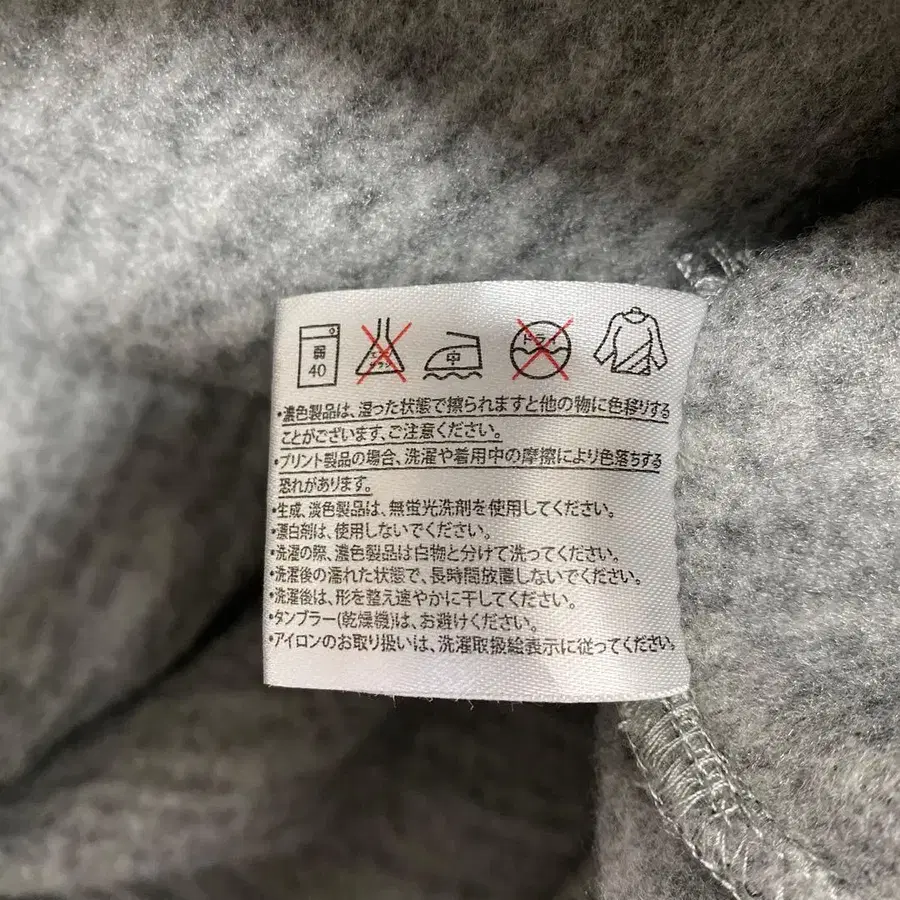 弱 40 エンソ サラシ 中 ドライ
・濃色製品は、湿った状態で擦られますと他の物に色移りする
ことがございます、ご注意ください。
・プリント製品の場合、洗濯や着用中の摩擦により色落ちする
恐れがあります。
・生成、淡色製品は、無蛍光洗剤を使用してください。
・漂白剤は、使用しないでください。
・洗濯の際、濃色製品は白物と分けて洗ってください。
・洗濯後の濡れた状態で、長時間放置しないでください。
・洗濯後は、形を整え速やかに干してください。
・タンブラー(乾燥機)は、お避けください。
・アイロンのお取り扱いは、洗濯取扱絵表示に従ってください。